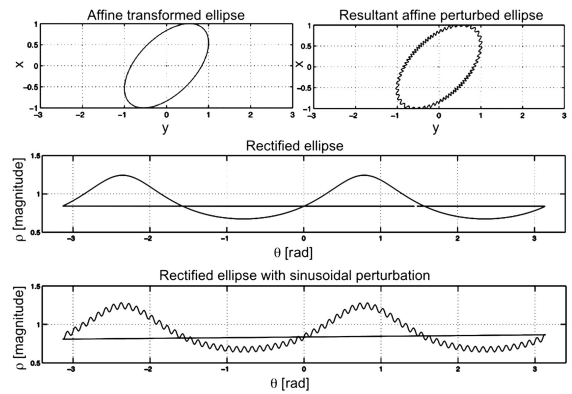 Affine transformed ellipse
Resultant affine perturbed ellipse
1
0.5
0
−0.5
−1
x
−3 −2 −1 0 1 2 3
y
1
0.5
0
−0.5
−1
x
−3 −2 −1 0 1 2 3
y
Rectified ellipse
1.5
1
0.5
ρ [magnitude]
−3 −2 −1 0 1 2 3
θ [rad]
Rectified ellipse with sinusoidal perturbation
1.5
1
0.5
ρ [magnitude]
−3 −2 −1 0 1 2 3
θ [rad]